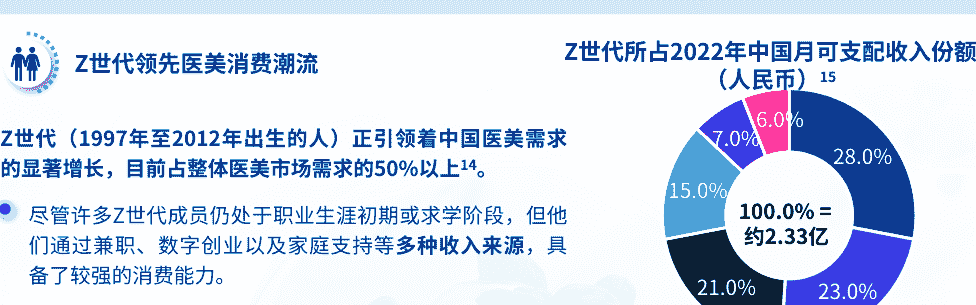 Z世代领先医美消费潮流
Z世代（1997年至2012年出生的人）正引领着中国医美需求
的显著增长，目前占整体医美市场需求的50%以上14。
尽管许多Z世代成员仍处于职业生涯初期或求学阶段，但他
们通过兼职、数字创业以及家庭支持等多种收入来源，具
备了较强的消费能力。
Z世代所占2022年中国月可支配收入份额
（人民币）15
6.0%
7.0%
28.0%
15.0%
100.0% =
约2.33亿
21.0%
23.0%